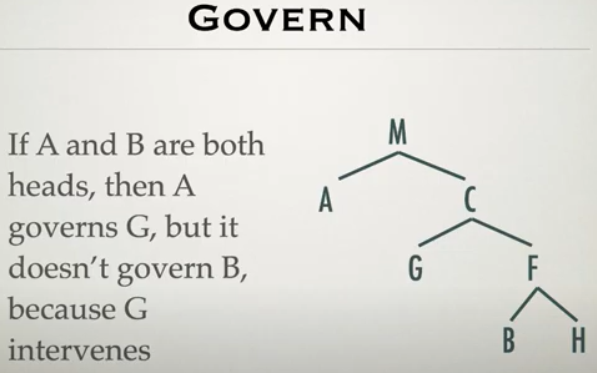 GOVERN
If A and B are both
heads, then A
governs G, but it
doesn't govern B,
because G
intervenes
M
A C
G F
B H